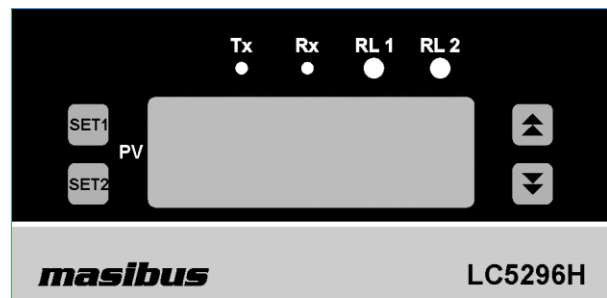 Tx Rx RL 1 RL 2
SET1
PV
SET2
masibus LC5296H